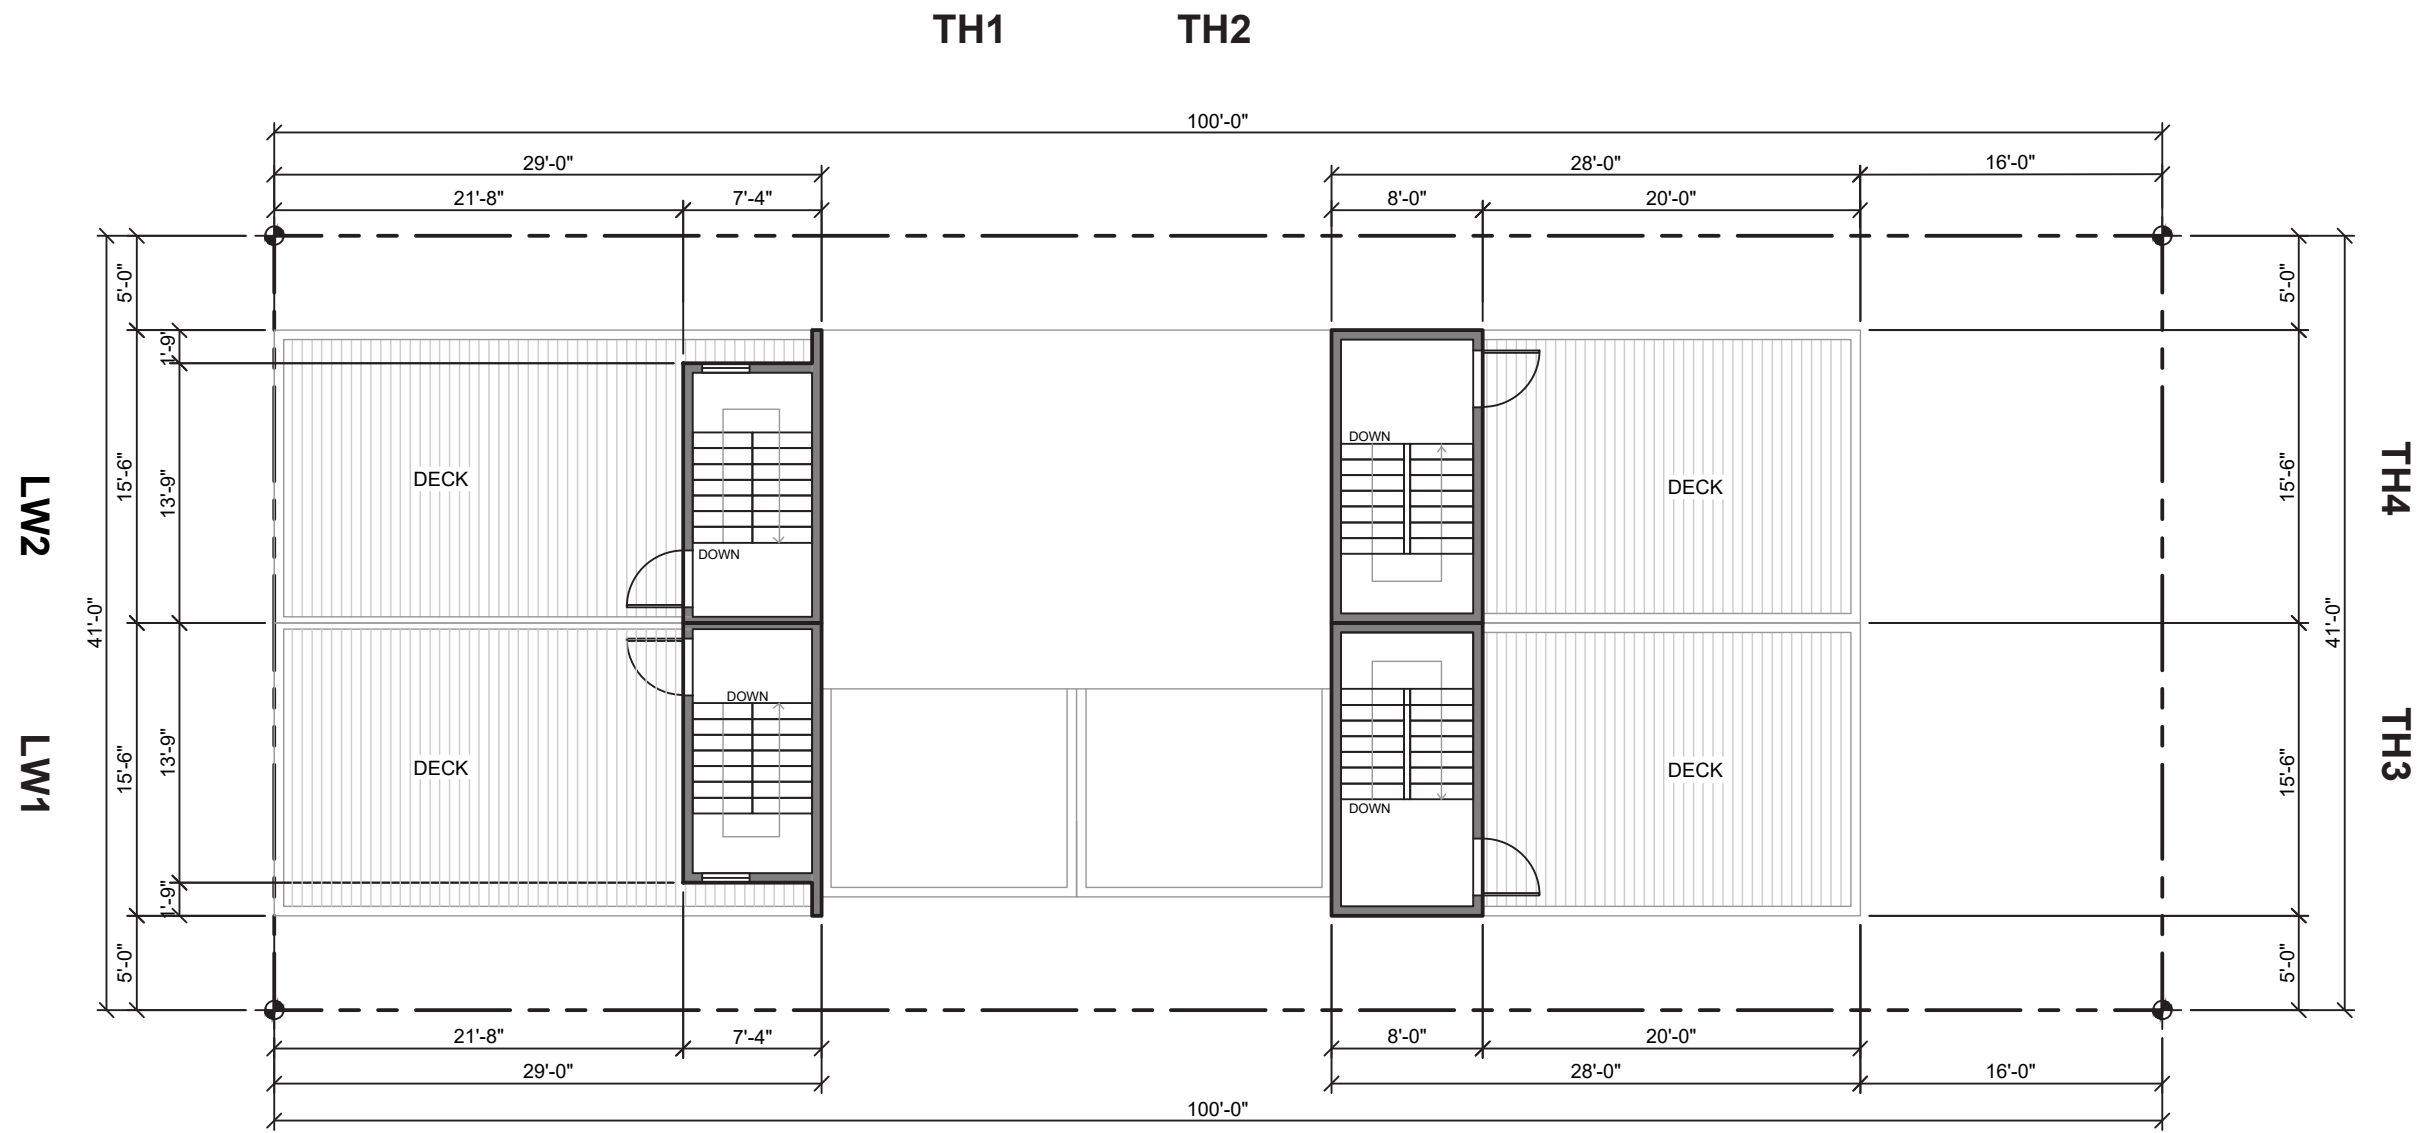 TH1 TH2
100'-0"
29'-0" 28'-0" 16'-0"
21'-8" 7'-4" 8'-0" 20'-0"
5'-0" 5'-0"
1'-9"
LW2 41'-0" 15'-6" 13'-9" DECK DOWN DOWN DECK 15'-6" 41'-0" TH4
LW1 15'-6" 13'-9" DECK DOWN DOWN DECK 15'-6" TH3
1'-9"
5'-0" 5'-0"
21'-8" 7'-4" 8'-0" 20'-0"
29'-0" 28'-0" 16'-0"
100'-0"